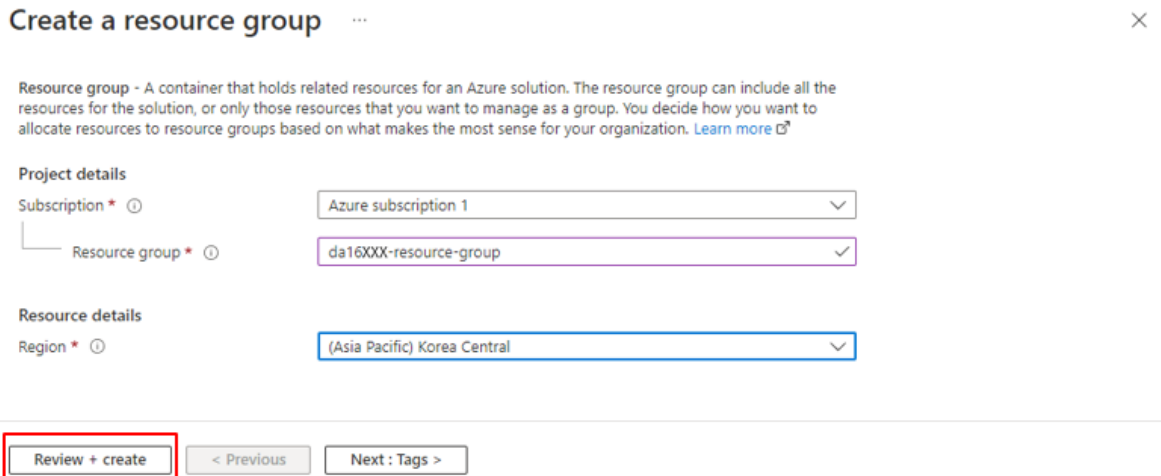 Create a resource group ...
Resource group - A container that holds related resources for an Azure solution. The resource group can include all the
resources for the solution, or only those resources that you want to manage as a group. You decide how you want to
allocate resources to resource groups based on what makes the most sense for your organization. Learn more
Project details
Subscription * Azure subscription 1
Resource group * da16XXX-resource-group
Resource details
Region * (Asia Pacific) Korea Central
Review + create < Previous Next : Tags >